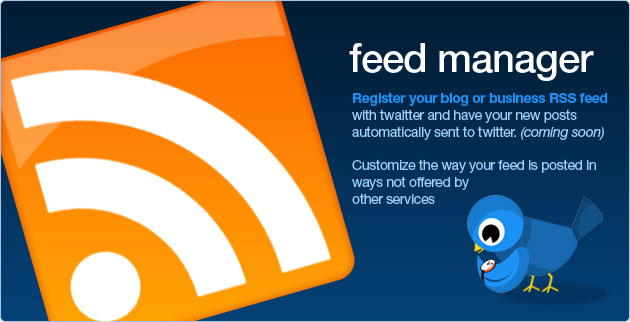 feed manager
Register your blog or business RSS feed
with twaitter and have your new posts
automatically sent to twitter. (coming soon)
Customize the way your feed is posted in
ways not offered by
other services